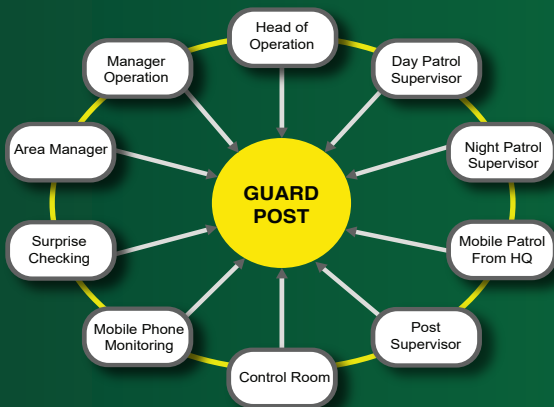 Head of
Operation
Manager
Operation
Day Patrol
Supervisor
Area Manager
Night Patrol
Supervisor
GUARD
POST
Surprise
Checking
Mobile Patrol
From HQ
Mobile Phone
Monitoring
Post
Supervisor
Control Room